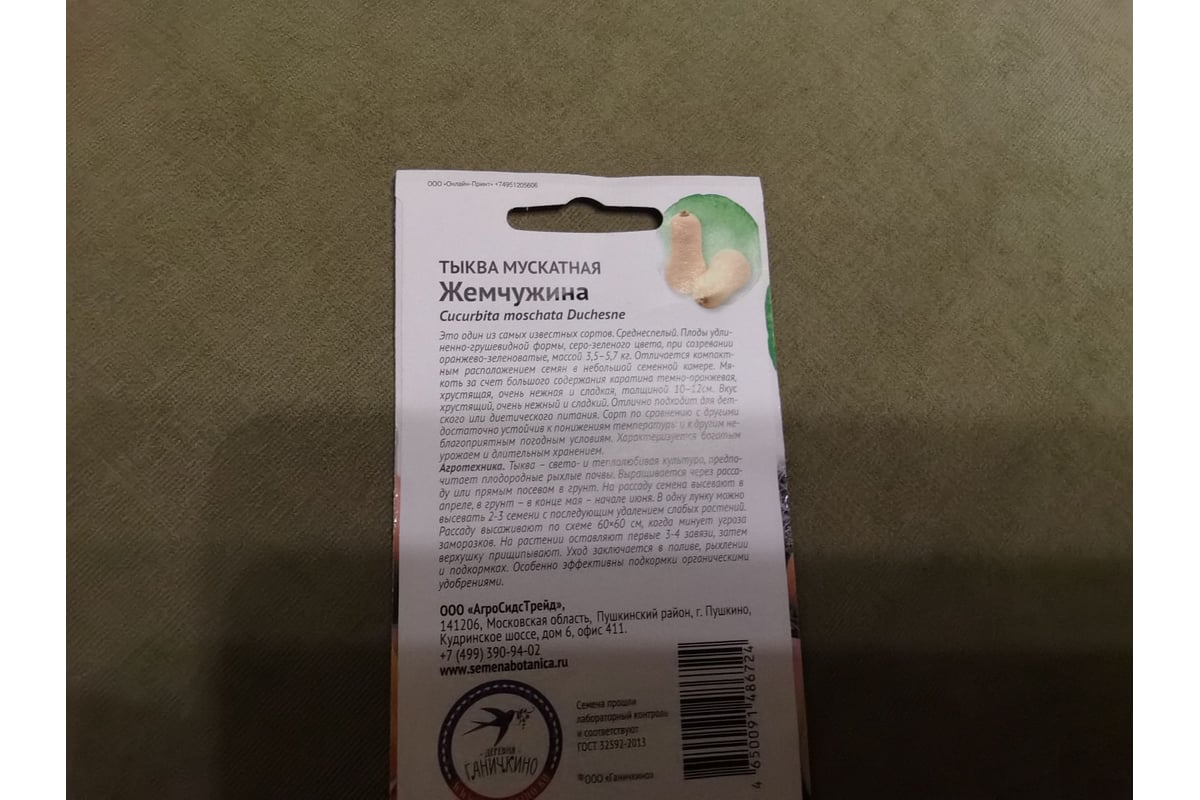 ООО «Онлайн-Принт» +74951205606
ТЫКВА МУСКАТНАЯ
Жемчужина
Cucurbita moschata Duchesne
Это один из самых известных сортов. Среднеспелый. Плоды удли-
ненно-грушевидной формы, серо-зеленого цвета, при созревании
оранжево-зеленоватые, массой 3,5–5,7 кг. Отличается компакт-
ным расположением семян в небольшой семенной камере. Мя-
коть за счет большого содержания каратина темно-оранжевая,
хрустящая, очень нежная и сладкая, толщиной 10–12см. Вкус
хрустящий, очень нежный и сладкий. Отлично подходит для дет-
ского или диетического питания. Сорт по сравнению с другими
достаточно устойчив к понижениям температуры и к другим не-
благоприятным погодным условиям. Характеризуется богатым
урожаем и длительным хранением.
Агротехника. Тыква – свето- и теплолюбивая культура, предпо-
читает плодородные рыхлые почвы. Выращивается через расса-
ду или прямым посевом в грунт. На рассаду семена высевают в
апреле, в грунт – в конце мая – начале июня. В одну лунку можно
высевать 2-3 семени с последующим удалением слабых растений.
Рассаду высаживают по схеме 60×60 см, когда минует угроза
заморозков. На растении оставляют первые 3-4 завязи, затем
верхушку прищипывают. Уход заключается в поливе, рыхлении
и подкормках. Особенно эффективны подкормки органическими
удобрениями.
ООО «АгроСидсТрейд»,
141206, Московская область, Пушкинский район, г. Пушкино,
Кудринское шоссе, дом 6, офис 411.
+7 (499) 390-94-02
www.semenabotanica.ru
ДЕРЕВНЯ
ГАНИЧКИНО
Семена прошли
лабораторный контроль
и соответствуют
ГОСТ 32592-2013
®ООО «Ганичкино»
4 650091 486724